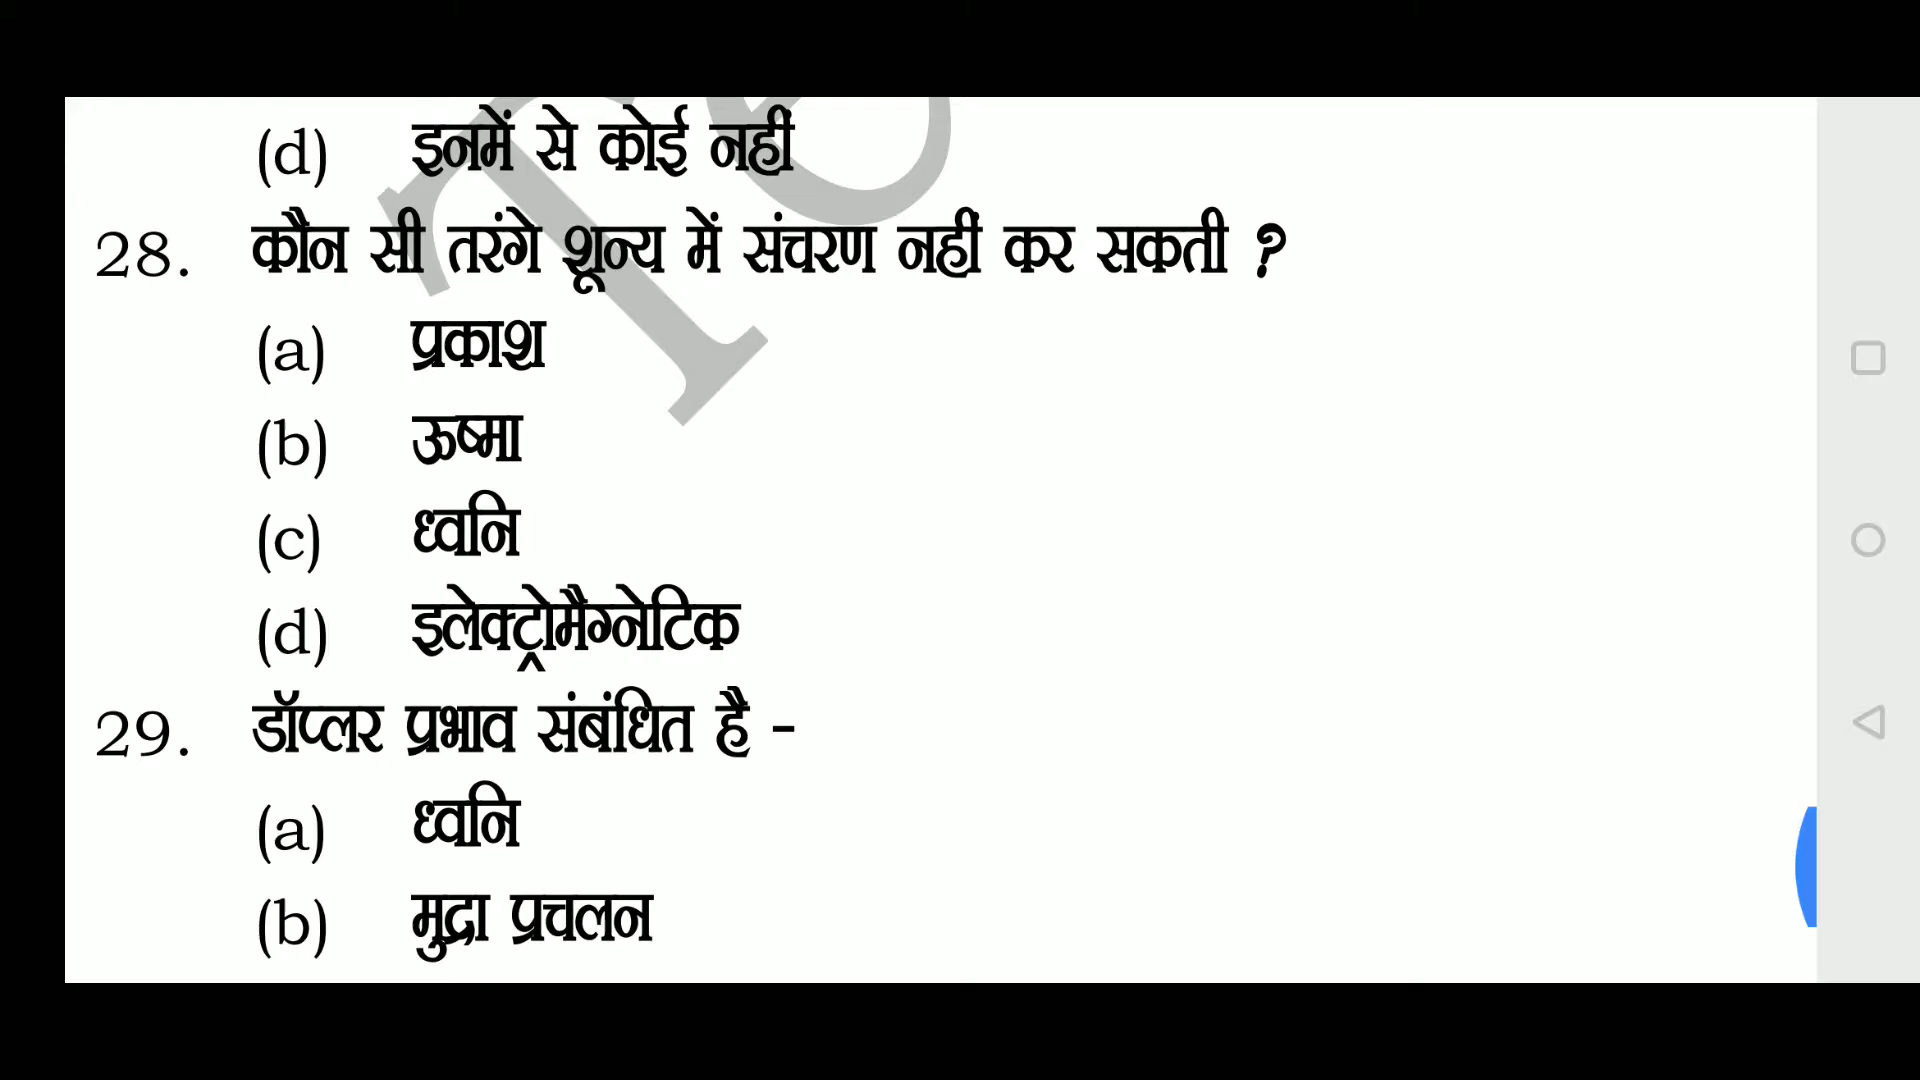 (d) इनमें से कोई नहीं
28. कौन सी तरंगे शून्य में संचरण नहीं कर सकती ?
(a) प्रकाश
(b) ऊष्मा
(c) ध्वनि
(d) इलेक्ट्रोमैग्नेटिक
29. डॉप्लर प्रभाव संबंधित है -
(a) ध्वनि
(b) मुद्रा प्रचलन